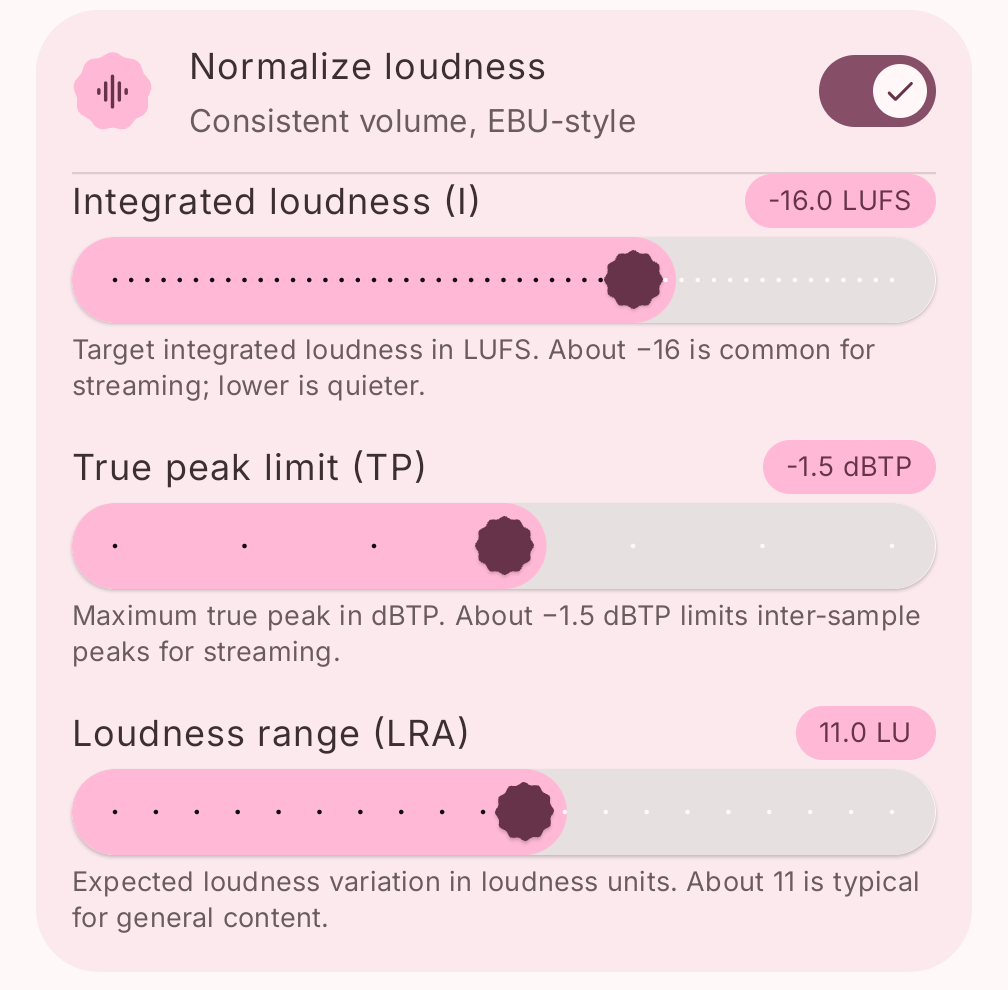 Normalize loudness
Consistent volume, EBU-style
Integrated loudness (I)
-16.0 LUFS
Target integrated loudness in LUFS. About −16 is common for
streaming; lower is quieter.
True peak limit (TP)
-1.5 dBTP
Maximum true peak in dBTP. About −1.5 dBTP limits inter-sample
peaks for streaming.
Loudness range (LRA)
11.0 LU
Expected loudness variation in loudness units. About 11 is typical
for general content.